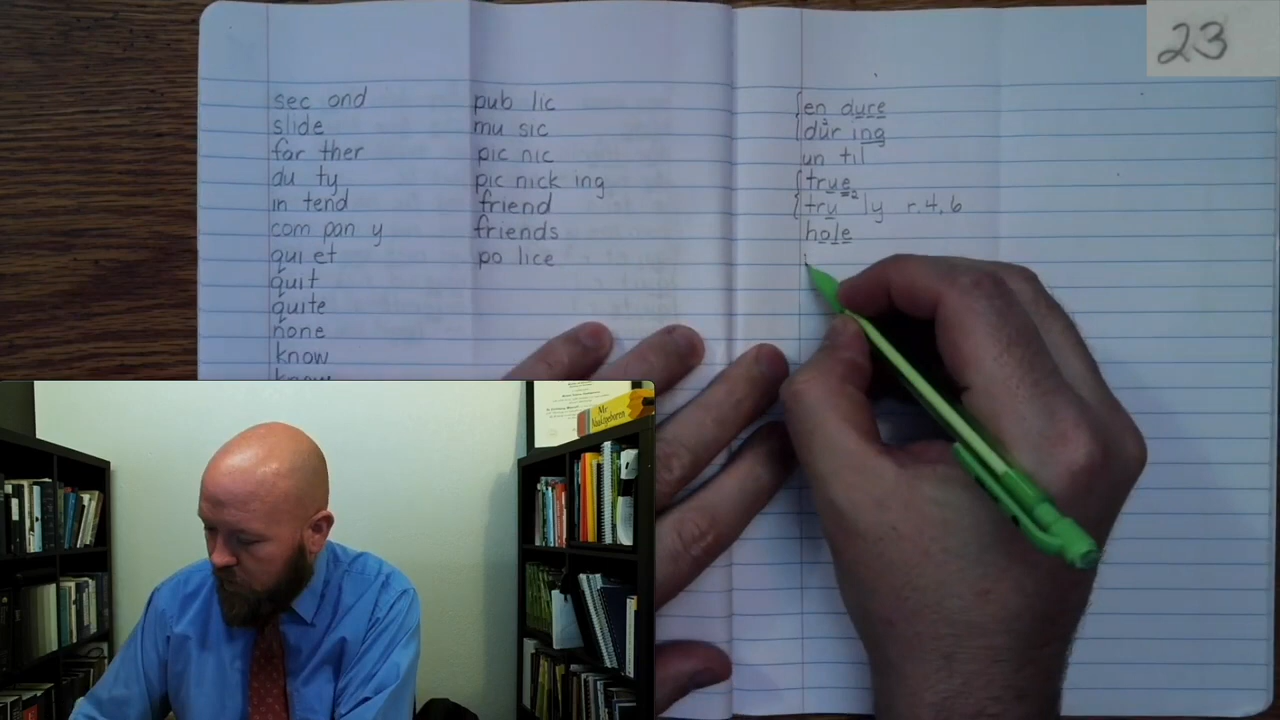 23
sec ond
slide
far ther
du ty
in tend
com pan y
qui et
quit
quite
none
know
pub lic
mu sic
pic nic
pic nick ing
friend
friends
po lice
en dure
dur ing
un til
true 2
tru ly r. 4, 6
hole
Mr.